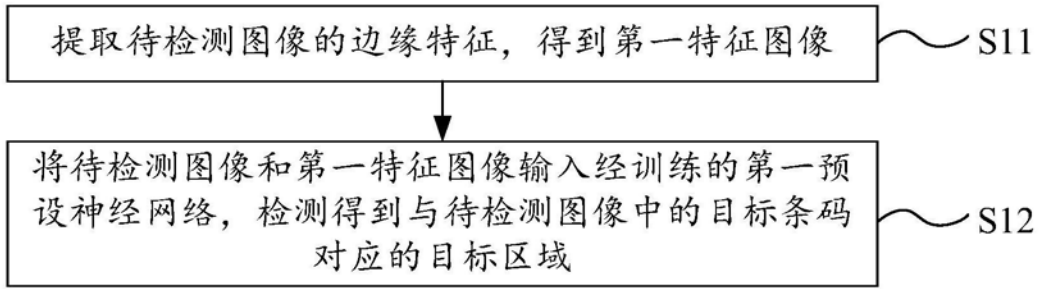 提取待检测图像的边缘特征，得到第一特征图像
S11
将待检测图像和第一特征图像输入经训练的第一预
设神经网络，检测得到与待检测图像中的目标条码
对应的目标区域
S12